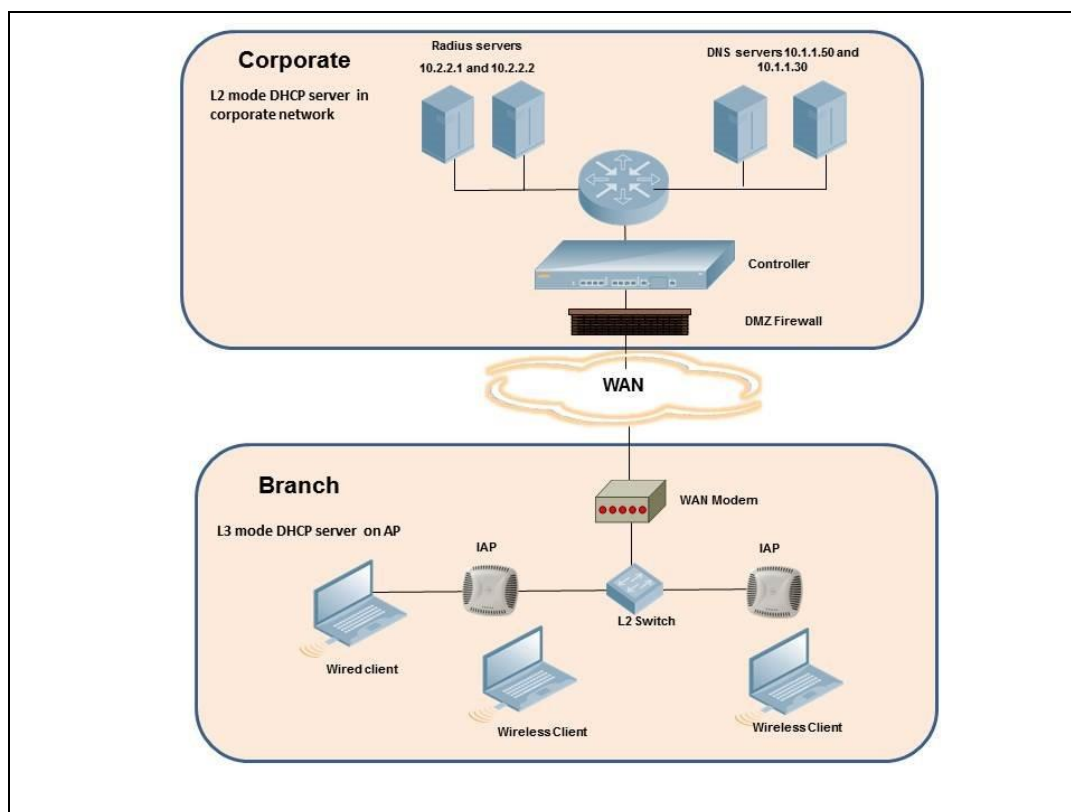 Corporate
L2 mode DHCP server in
corporate network
Radius servers
10.2.2.1 and 10.2.2.2
DNS servers 10.1.1.50 and
10.1.1.30
Controller
DMZ Firewall
WAN
Branch
L3 mode DHCP server on AP
WAN Modem
IAP
IAP
L2 Switch
Wired client
Wireless Client
Wireless Client